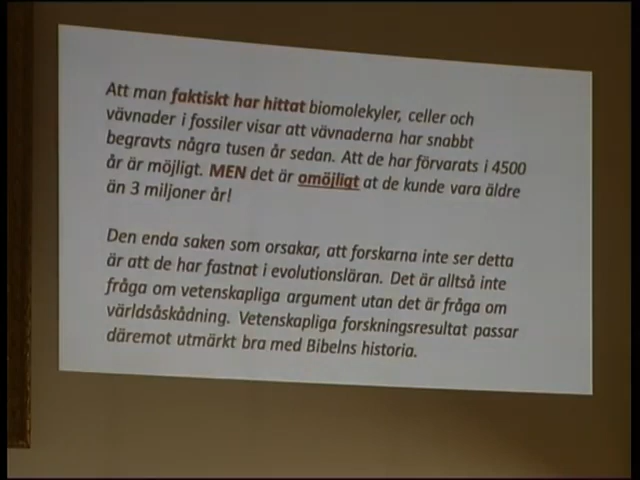 Att man faktiskt har hittat biomolekyler, celler och
vävnader i fossiler visar att vävnaderna har snabbt
begravts några tusen år sedan. Att de har förvarats i 4500
år är möjligt. MEN det är omöjligt at de kunde vara äldre
än 3 miljoner år!
Den enda saken som orsakar, att forskarna inte ser detta
är att de har fastnat i evolutionsläran. Det är alltså inte
fråga om vetenskapliga argument utan det är fråga om
världsåskådning. Vetenskapliga forskningsresultat passar
däremot utmärkt bra med Bibelns historia.